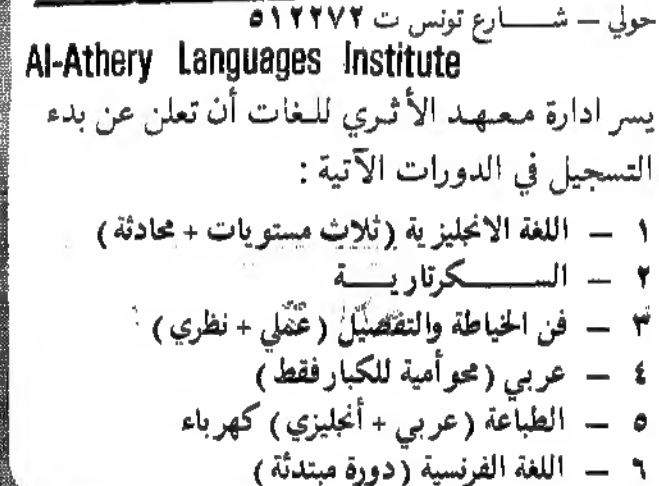 حولي – شـــارع تونس ت ٥١٢٢٧٢
Al-Athery Languages Institute
يسر ادارة معهد الأثري للغات أن تعلن عن بدء
التسجيل في الدورات الآتية :
١ – اللغة الانجليزية (ثلاث مستويات + محادثة)
٢ – الســـكرتاريـــة
٣ – فن الخياطة والتفصيل (عملي + نظري)
٤ – عربي (محو أمية للكبار فقط)
٥ – الطباعة (عربي + أنجليزي) كهرباء
٦ – اللغة الفرنسية (دورة مبتدئة)